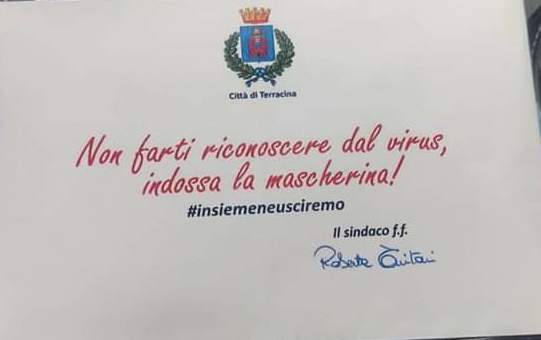 Città di Terracina
Non farti riconoscere dal virus,
indossa la mascherina!
#insiemeneusciremo
Il sindaco f.f.
Roberta Tintari